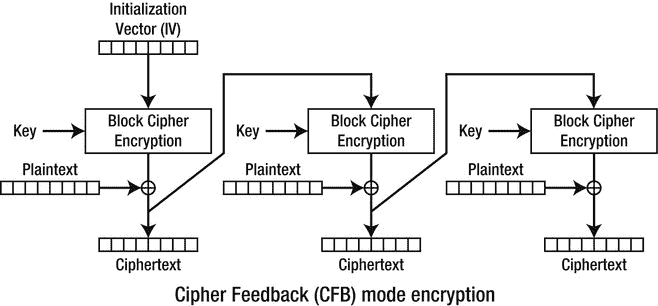 Initialization
Vector (IV)
Key
Block Cipher
Encryption
Plaintext
Ciphertext
Key
Block Cipher
Encryption
Plaintext
Ciphertext
Key
Block Cipher
Encryption
Plaintext
Ciphertext
Cipher Feedback (CFB) mode encryption